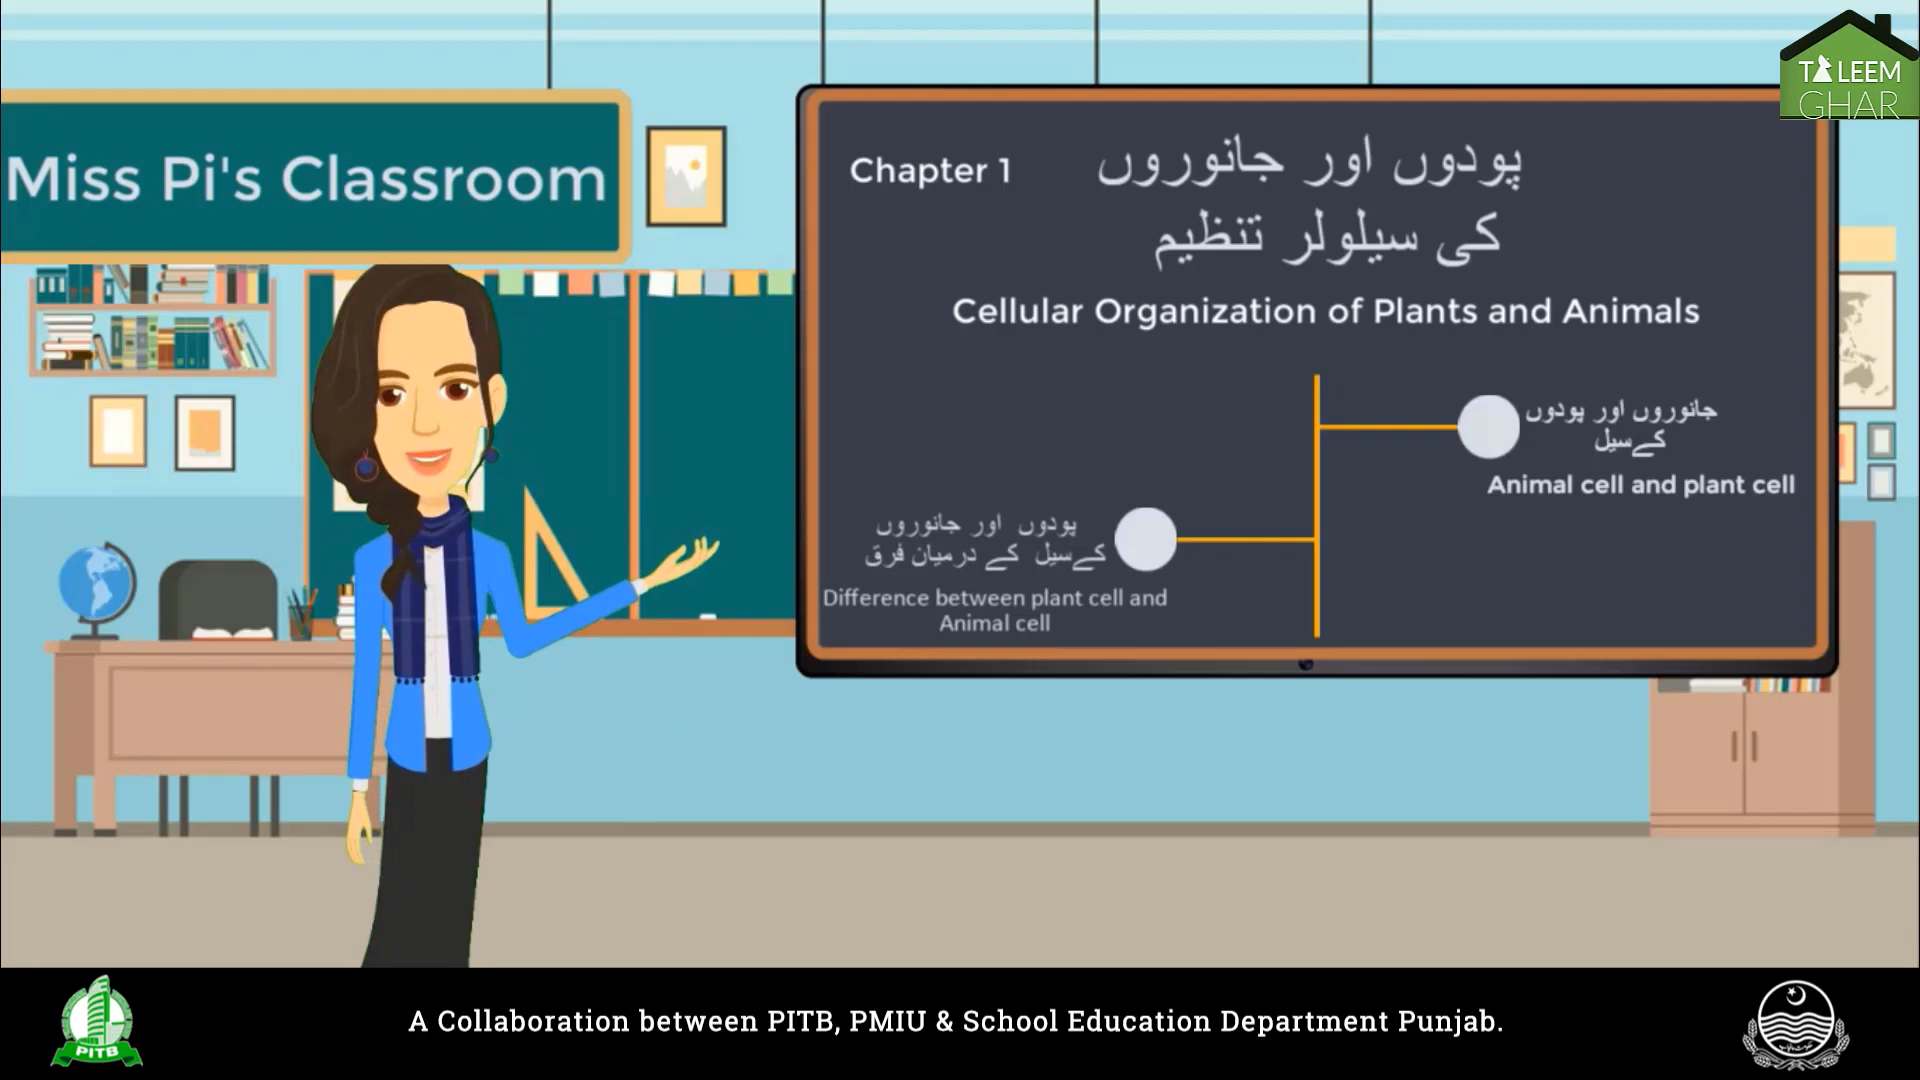 TALEEM
GHAR
Miss Pi's Classroom
Chapter 1
پودوں اور جانوروں
کی سیلولر تنظیم
Cellular Organization of Plants and Animals
جانوروں اور پودوں
کےسیل
Animal cell and plant cell
پودوں اور جانوروں
کےسیل کے درمیان فرق
Difference between plant cell and
Animal cell
PITB
A Collaboration between PITB, PMIU & School Education Department Punjab.